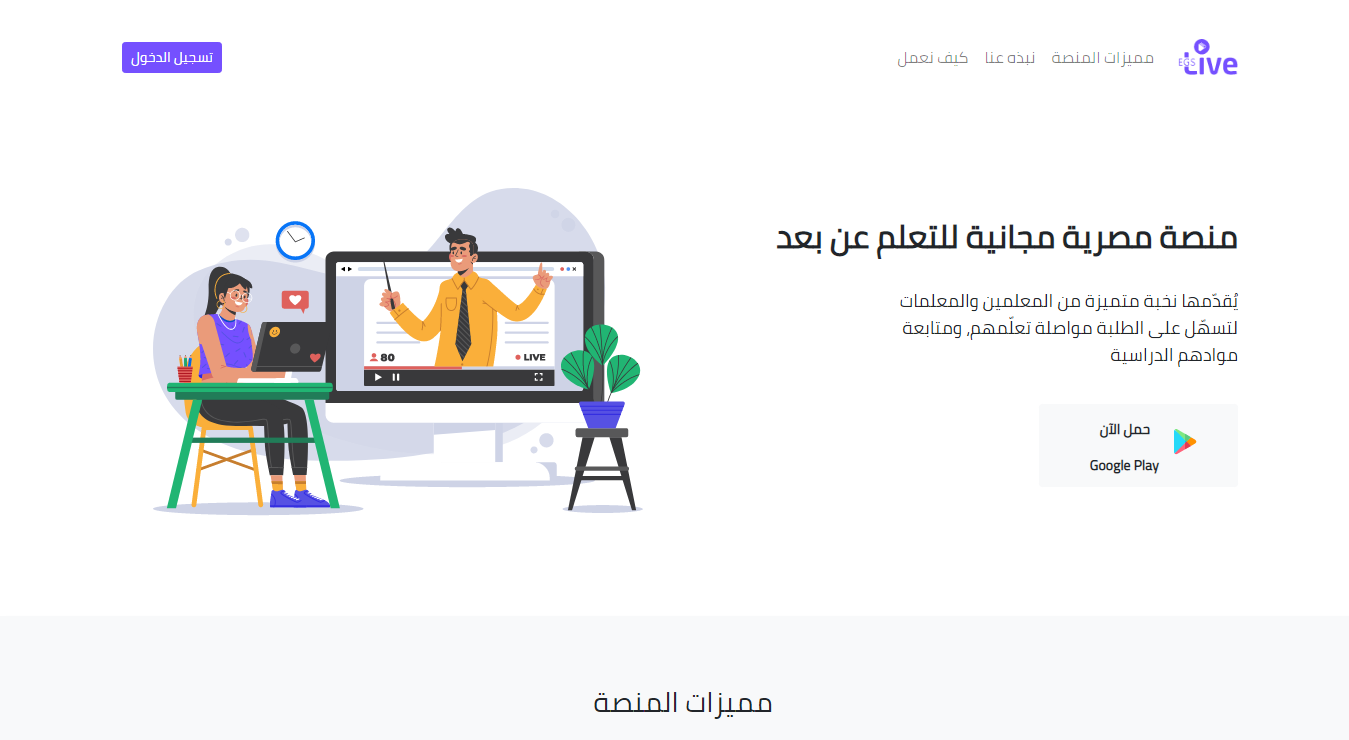 EGS Live
مميزات المنصة
نبذه عنا
كيف نعمل
تسجيل الدخول
منصة مصرية مجانية للتعلم عن بعد
يُقدّمها نخبة متميزة من المعلمين والمعلمات
لتسهّل على الطلبة مواصلة تعلّمهم، ومتابعة
موادهم الدراسية
حمل الآن
Google Play
80
LIVE
مميزات المنصة